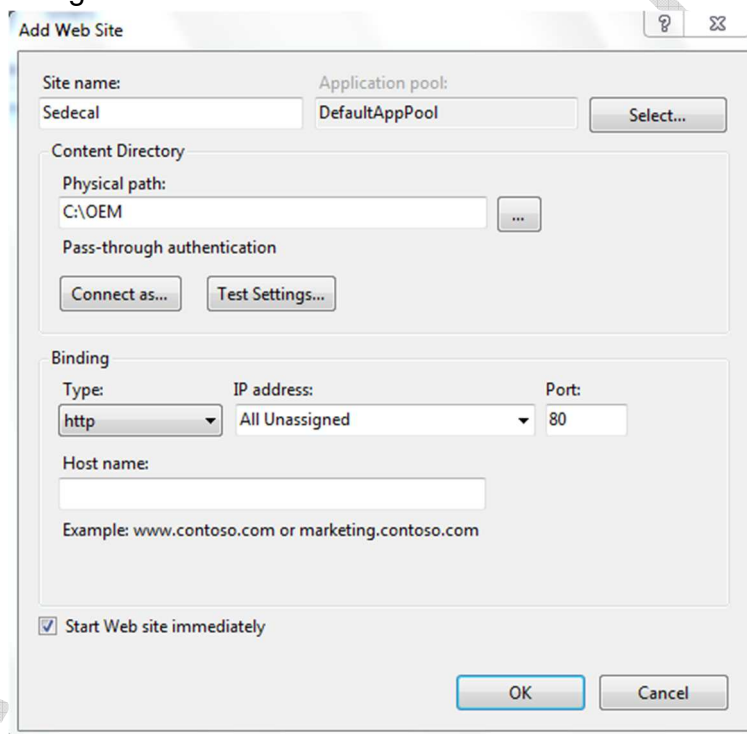 Add Web Site
Site name: Application pool:
Sedecal DefaultAppPool Select...
Content Directory
Physical path:
C:\OEM ...
Pass-through authentication
Connect as... Test Settings...
Binding
Type: IP address: Port:
http All Unassigned 80
Host name:
Example: www.contoso.com or marketing.contoso.com
Start Web site immediately
OK Cancel